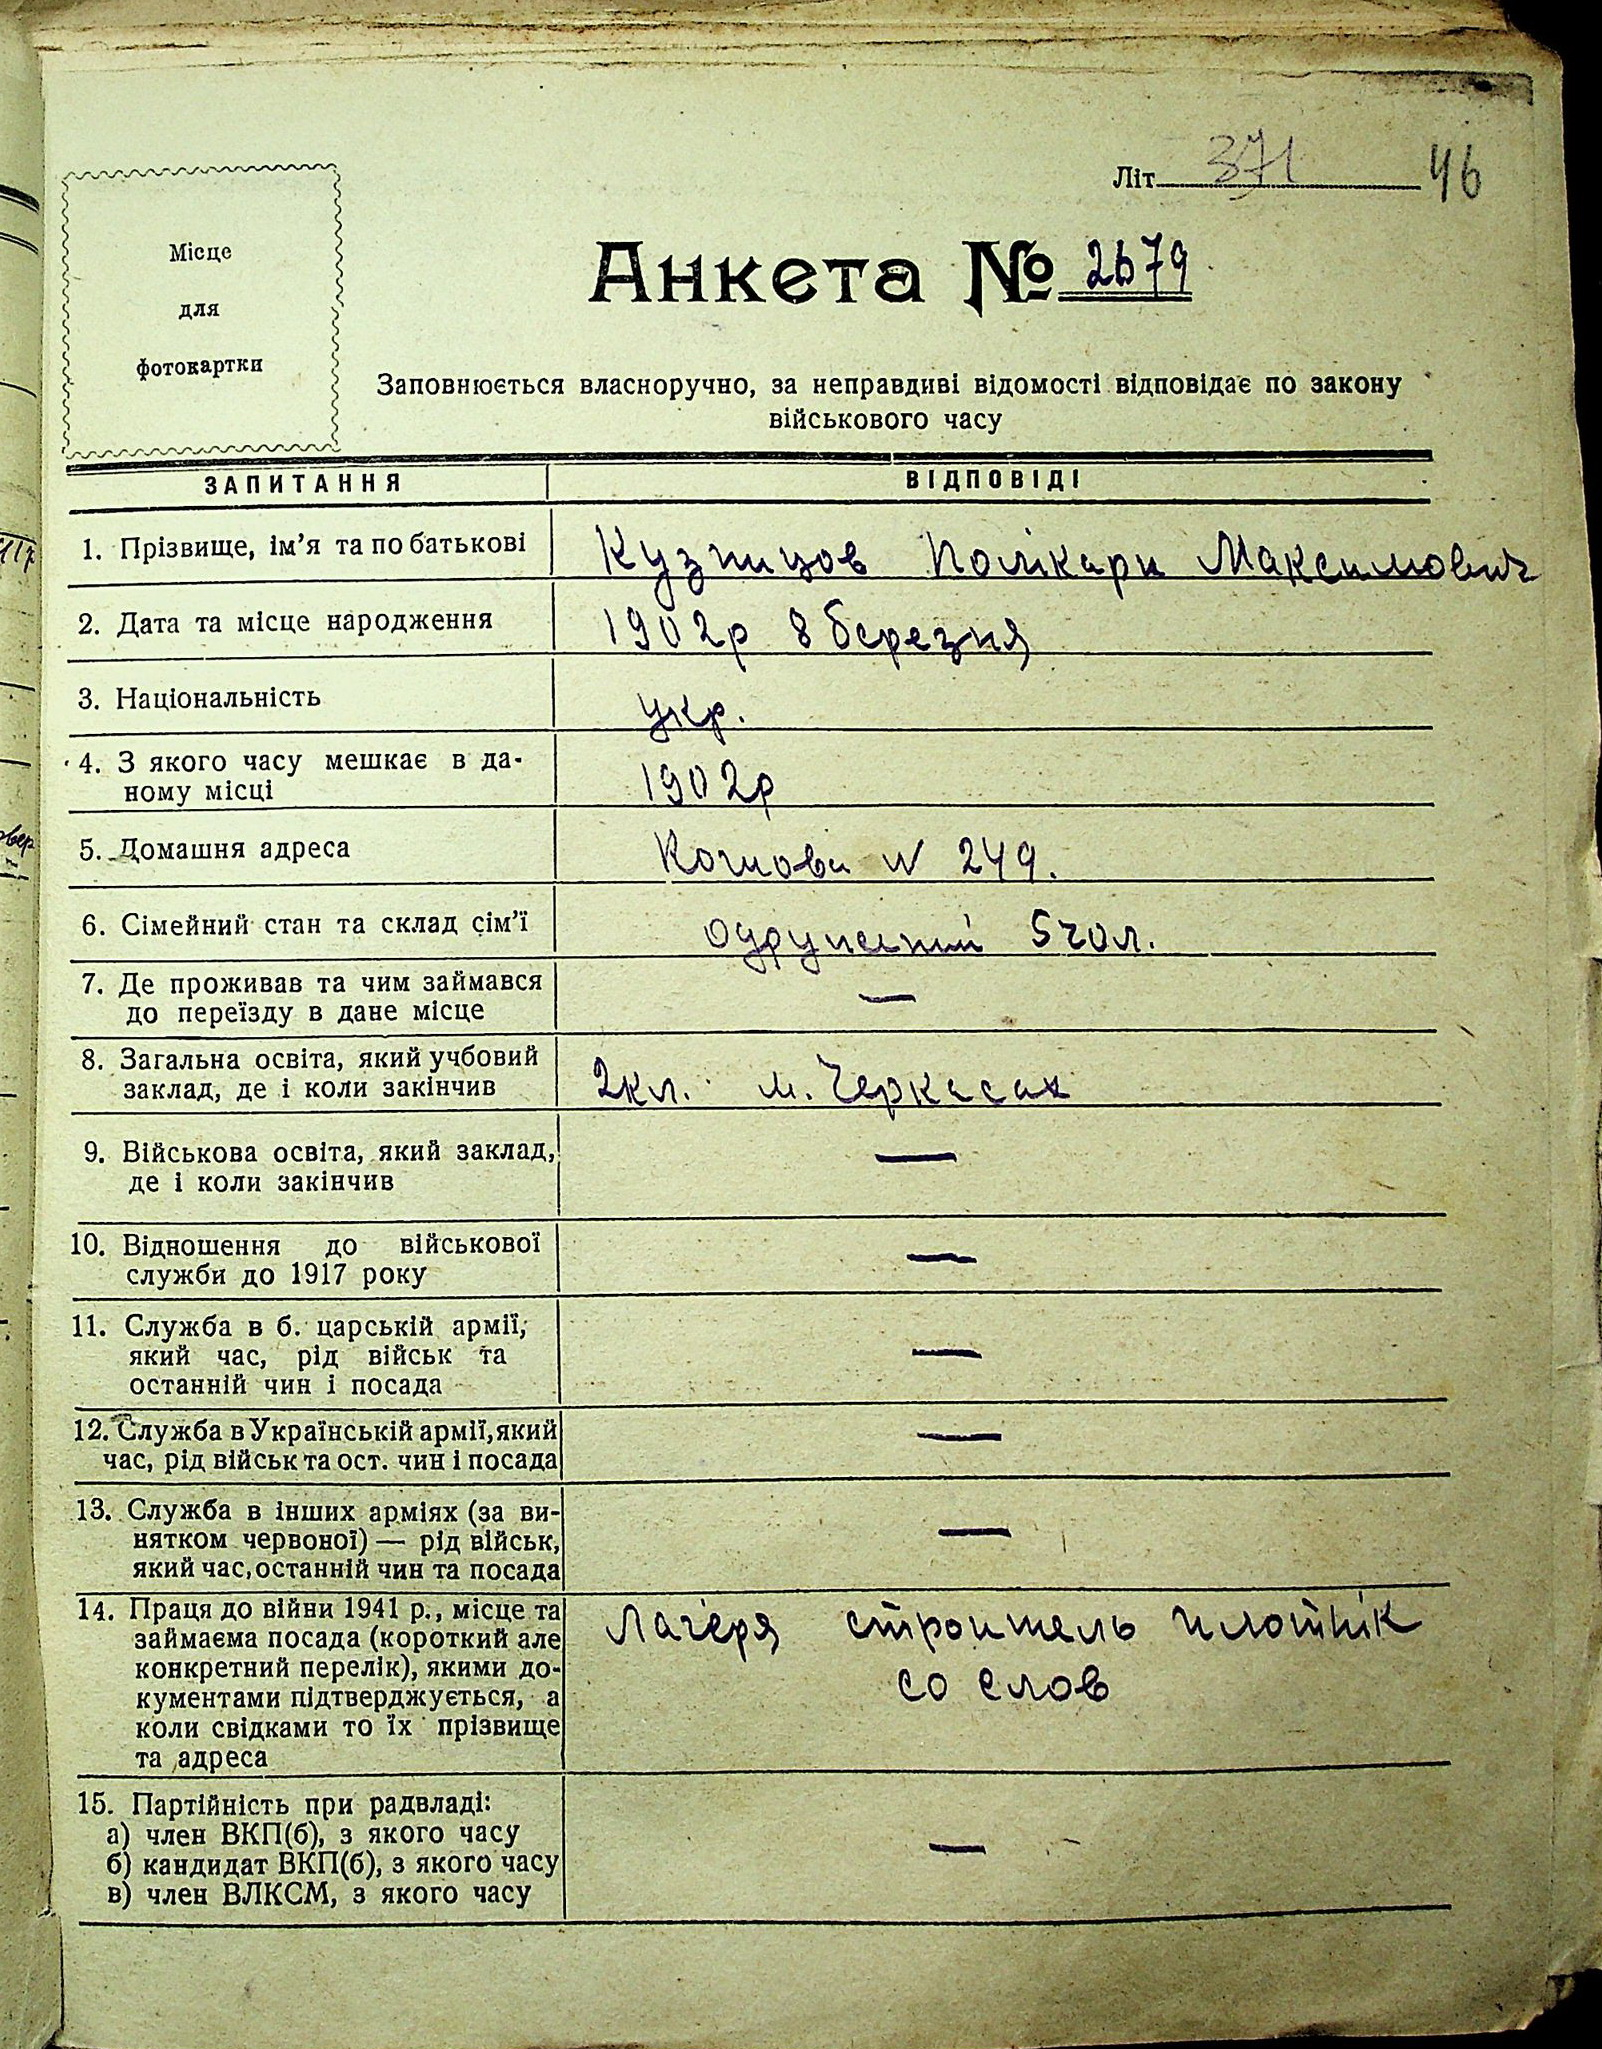 Літ. 371 46
Місце
для
фотокартки
Анкета № 2679
Заповнюється власноручно, за неправдиві відомості відповідає по закону
військового часу
ЗАПИТАННЯ ВІДПОВІДІ
1. Прізвище, ім'я та по батькові Кузницов Полікарп Максимович
2. Дата та місце народження 1902р 8 березня
3. Національність укр.
4. З якого часу мешкає в да-
ному місці 1902р
5. Домашня адреса N 249.
6. Сімейний стан та склад сім'ї 5 чол.
7. Де проживав та чим займався —
до переїзду в дане місце
8. Загальна освіта, який учбовий
заклад, де і коли закінчив 2кл. м. Черкасах
9. Військова освіта, який заклад, —
де і коли закінчив
10. Відношення до військової —
служби до 1917 року
11. Служба в б. царській армії,
який час, рід військ та —
останній чин і посада
12. Служба в Українській армії, який —
час, рід військ та ост. чин і посада
13. Служба в інших арміях (за ви-
нятком червоної) — рід військ, —
який час, останній чин та посада
14. Праця до війни 1941 р., місце та Лагеря строитель плотнік
займаєма посада (короткий але
конкретний перелік), якими до- со слов
кументами підтверджується, а
коли свідками то їх прізвище
та адреса
15. Партійність при радвладі:
а) член ВКП(б), з якого часу —
б) кандидат ВКП(б), з якого часу
в) член ВЛКСМ, з якого часу